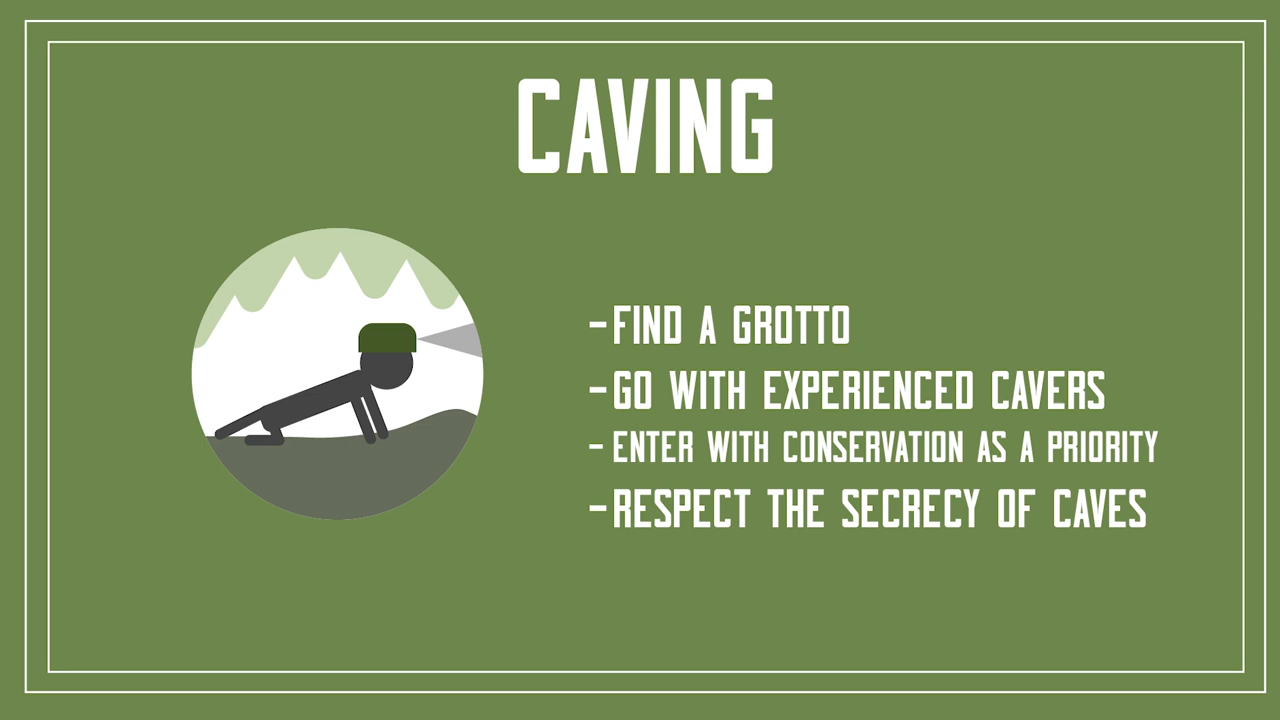 CAVING
-FIND A GROTTO
-GO WITH EXPERIENCED CAVERS
- ENTER WITH CONSERVATION AS A PRIORITY
-RESPECT THE SECRECY OF CAVES